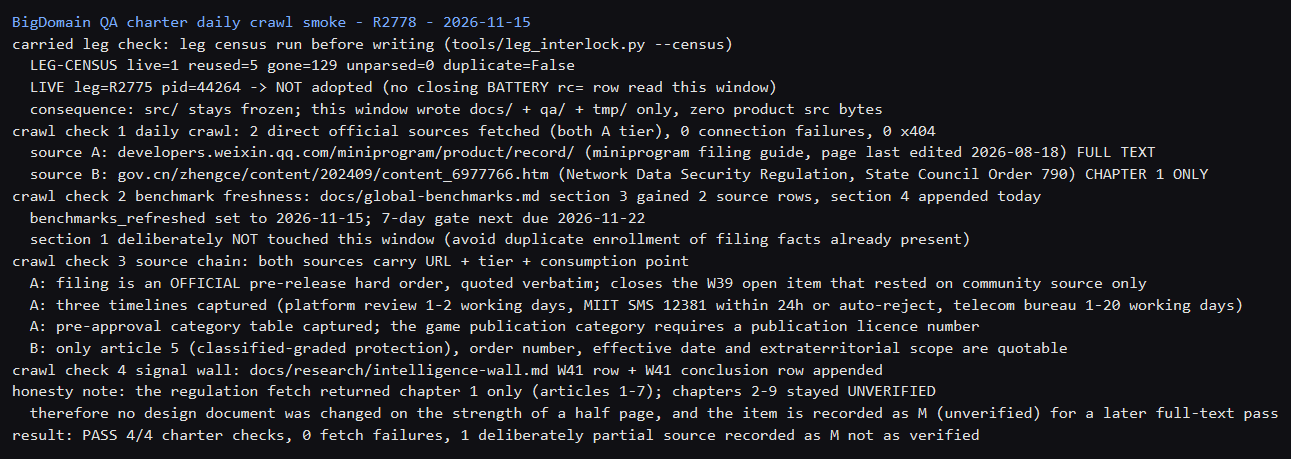 BigDomain QA charter daily crawl smoke - R2778 - 2026-11-15
carried leg check: leg census run before writing (tools/leg_interlock.py --census)
LEG-CENSUS live=1 reused=5 gone=129 unparsed=0 duplicate=False
LIVE leg=R2775 pid=44264 -> NOT adopted (no closing BATTERY rc= row read this window)
consequence: src/ stays frozen; this window wrote docs/ + qa/ + tmp/ only, zero product src bytes
crawl check 1 daily crawl: 2 direct official sources fetched (both A tier), 0 connection failures, 0 x404
source A: developers.weixin.qq.com/miniprogram/product/record/ (miniprogram filing guide, page last edited 2026-08-18) FULL TEXT
source B: gov.cn/zhengce/content/202409/content_6977766.htm (Network Data Security Regulation, State Council Order 790) CHAPTER 1 ONLY
crawl check 2 benchmark freshness: docs/global-benchmarks.md section 3 gained 2 source rows, section 4 appended today
benchmarks_refreshed set to 2026-11-15; 7-day gate next due 2026-11-22
section 1 deliberately NOT touched this window (avoid duplicate enrollment of filing facts already present)
crawl check 3 source chain: both sources carry URL + tier + consumption point
A: filing is an OFFICIAL pre-release hard order, quoted verbatim; closes the W39 open item that rested on community source only
A: three timelines captured (platform review 1-2 working days, MIIT SMS 12381 within 24h or auto-reject, telecom bureau 1-20 working days)
A: pre-approval category table captured; the game publication category requires a publication licence number
B: only article 5 (classified-graded protection), order number, effective date and extraterritorial scope are quotable
crawl check 4 signal wall: docs/research/intelligence-wall.md W41 row + W41 conclusion row appended
honesty note: the regulation fetch returned chapter 1 only (articles 1-7); chapters 2-9 stayed UNVERIFIED
therefore no design document was changed on the strength of a half page, and the item is recorded as M (unverified) for a later full-text pass
result: PASS 4/4 charter checks, 0 fetch failures, 1 deliberately partial source recorded as M not as verified